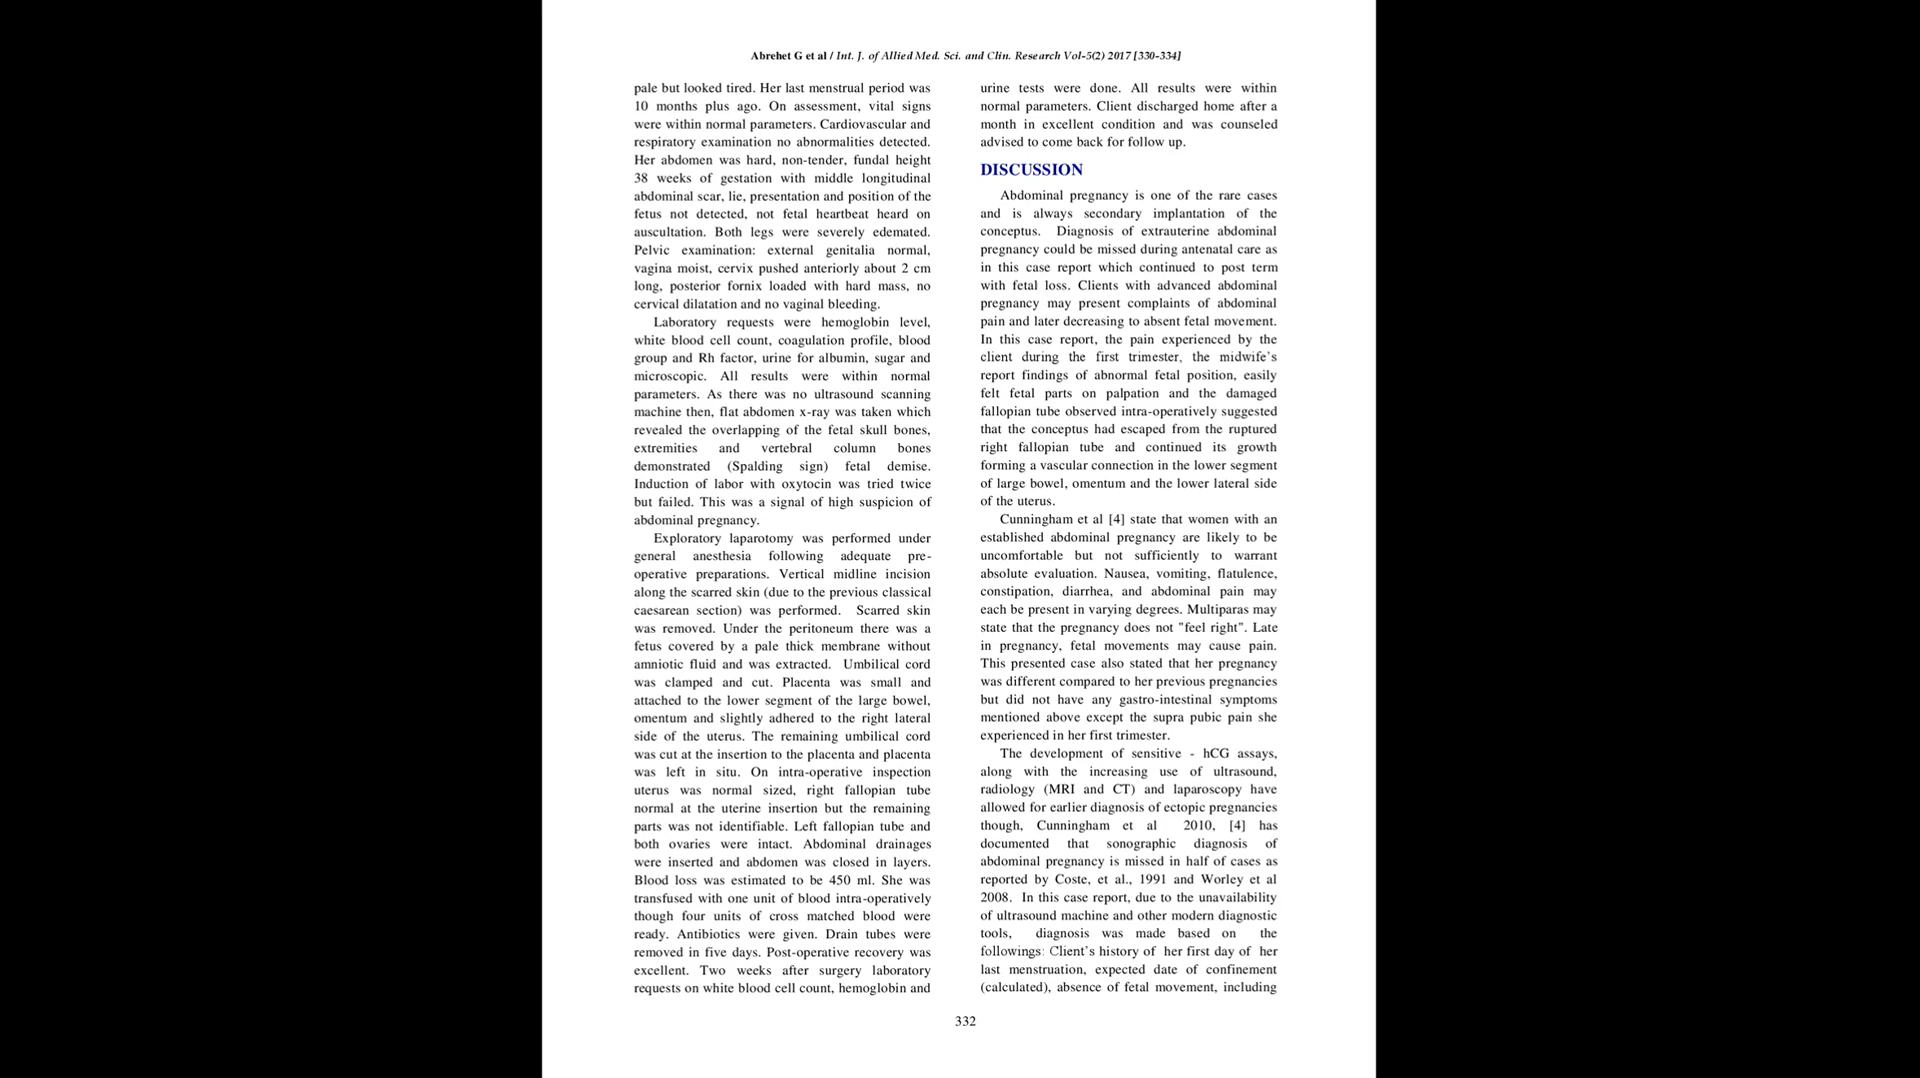 Abrehet G et al / Int. J. of Allied Med. Sci. and Clin. Research Vol-5(2) 2017 [330-334]
pale but looked tired. Her last menstrual period was
10 months plus ago. On assessment, vital signs
were within normal parameters. Cardiovascular and
respiratory examination no abnormalities detected.
Her abdomen was hard, non-tender, fundal height
38 weeks of gestation with middle longitudinal
abdominal scar, lie, presentation and position of the
fetus not detected, not fetal heartbeat heard on
auscultation. Both legs were severely edemated.
Pelvic examination: external genitalia normal,
vagina moist, cervix pushed anteriorly about 2 cm
long, posterior fornix loaded with hard mass, no
cervical dilatation and no vaginal bleeding.
Laboratory requests were hemoglobin level,
white blood cell count, coagulation profile, blood
group and Rh factor, urine for albumin, sugar and
microscopic. All results were within normal
parameters. As there was no ultrasound scanning
machine then, flat abdomen x-ray was taken which
revealed the overlapping of the fetal skull bones,
extremities and vertebral column bones
demonstrated (Spalding sign) fetal demise.
Induction of labor with oxytocin was tried twice
but failed. This was a signal of high suspicion of
abdominal pregnancy.
Exploratory laparotomy was performed under
general anesthesia following adequate pre-
operative preparations. Vertical midline incision
along the scarred skin (due to the previous classical
caesarean section) was performed. Scarred skin
was removed. Under the peritoneum there was a
fetus covered by a pale thick membrane without
amniotic fluid and was extracted. Umbilical cord
was clamped and cut. Placenta was small and
attached to the lower segment of the large bowel,
omentum and slightly adhered to the right lateral
side of the uterus. The remaining umbilical cord
was cut at the insertion to the placenta and placenta
was left in situ. On intra-operative inspection
uterus was normal sized, right fallopian tube
normal at the uterine insertion but the remaining
parts was not identifiable. Left fallopian tube and
both ovaries were intact. Abdominal drainages
were inserted and abdomen was closed in layers.
Blood loss was estimated to be 450 ml. She was
transfused with one unit of blood intra-operatively
though four units of cross matched blood were
ready. Antibiotics were given. Drain tubes were
removed in five days. Post-operative recovery was
excellent. Two weeks after surgery laboratory
requests on white blood cell count, hemoglobin and
urine tests were done. All results were within
normal parameters. Client discharged home after a
month in excellent condition and was counseled
advised to come back for follow up.
DISCUSSION
Abdominal pregnancy is one of the rare cases
and is always secondary implantation of the
conceptus. Diagnosis of extrauterine abdominal
pregnancy could be missed during antenatal care as
in this case report which continued to post term
with fetal loss. Clients with advanced abdominal
pregnancy may present complaints of abdominal
pain and later decreasing to absent fetal movement.
In this case report, the pain experienced by the
client during the first trimester, the midwife's
report findings of abnormal fetal position, easily
felt fetal parts on palpation and the damaged
fallopian tube observed intra-operatively suggested
that the conceptus had escaped from the ruptured
right fallopian tube and continued its growth
forming a vascular connection in the lower segment
of large bowel, omentum and the lower lateral side
of the uterus.
Cunningham et al [4] state that women with an
established abdominal pregnancy are likely to be
uncomfortable but not sufficiently to warrant
absolute evaluation. Nausea, vomiting, flatulence,
constipation, diarrhea, and abdominal pain may
each be present in varying degrees. Multiparas may
state that the pregnancy does not "feel right". Late
in pregnancy, fetal movements may cause pain.
This presented case also stated that her pregnancy
was different compared to her previous pregnancies
but did not have any gastro-intestinal symptoms
mentioned above except the supra pubic pain she
experienced in her first trimester.
The development of sensitive - hCG assays,
along with the increasing use of ultrasound,
radiology (MRI and CT) and laparoscopy have
allowed for earlier diagnosis of ectopic pregnancies
though, Cunningham et al 2010, [4] has
documented that sonographic diagnosis of
abdominal pregnancy is missed in half of cases as
reported by Coste, et al., 1991 and Worley et al
2008. In this case report, due to the unavailability
of ultrasound machine and other modern diagnostic
tools, diagnosis was made based on the
followings: Client's history of her first day of her
last menstruation, expected date of confinement
(calculated), absence of fetal movement, including
332